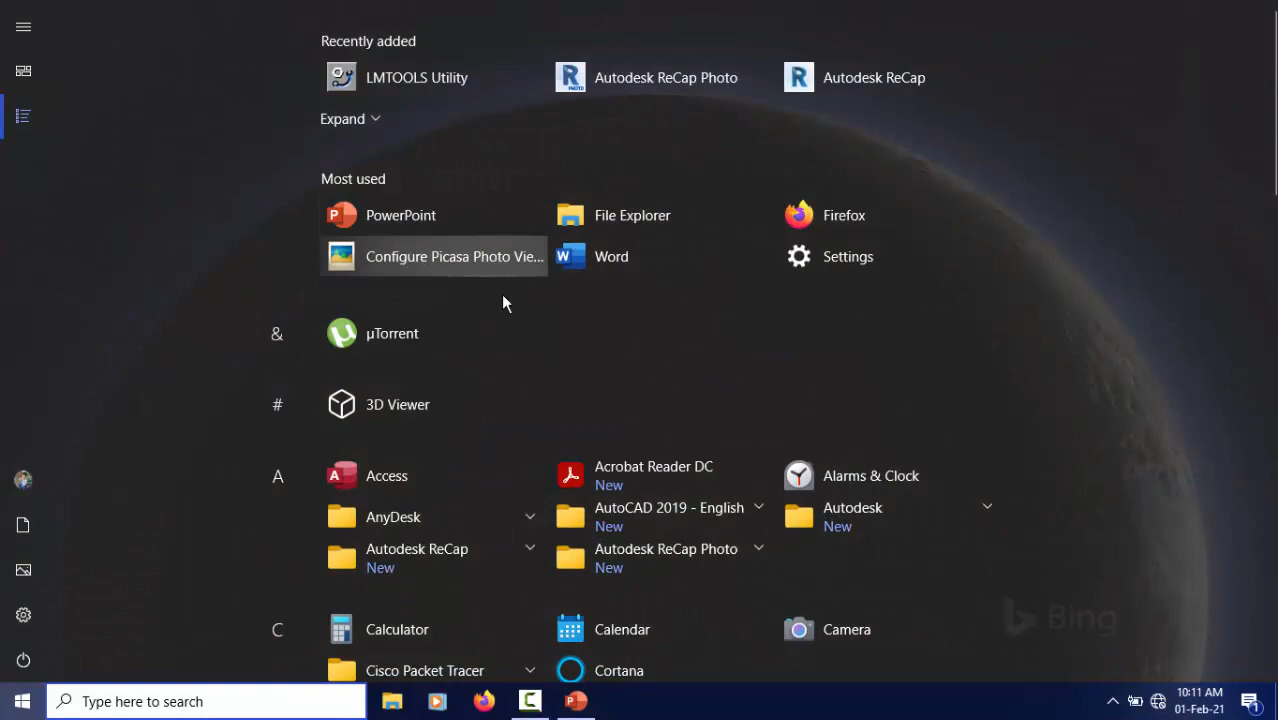 Recently added
LMTOOLS Utility
Autodesk ReCap Photo
Autodesk ReCap
Expand
Most used
PowerPoint
File Explorer
Firefox
Configure Picasa Photo Vie...
Word
Settings
&
µTorrent
#
3D Viewer
A
Access
Acrobat Reader DC
New
Alarms & Clock
AnyDesk
AutoCAD 2019 - English
New
Autodesk
New
Autodesk ReCap
New
Autodesk ReCap Photo
New
C
Calculator
Calendar
Camera
Cisco Packet Tracer
Cortana
Bing
Type here to search
10:11 AM
01-Feb-21
1